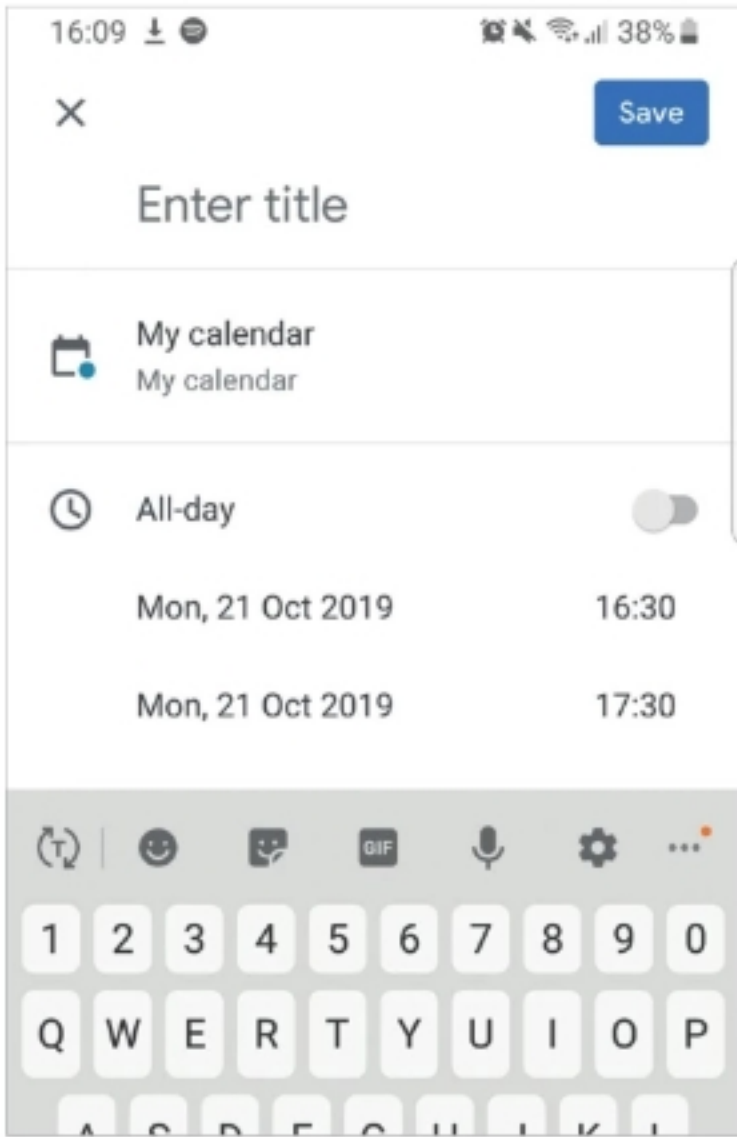 16:09 38%
Save
Enter title
My calendar
My calendar
All-day
Mon, 21 Oct 2019 16:30
Mon, 21 Oct 2019 17:30
T GIF
1 2 3 4 5 6 7 8 9 0
Q W E R T Y U I O P